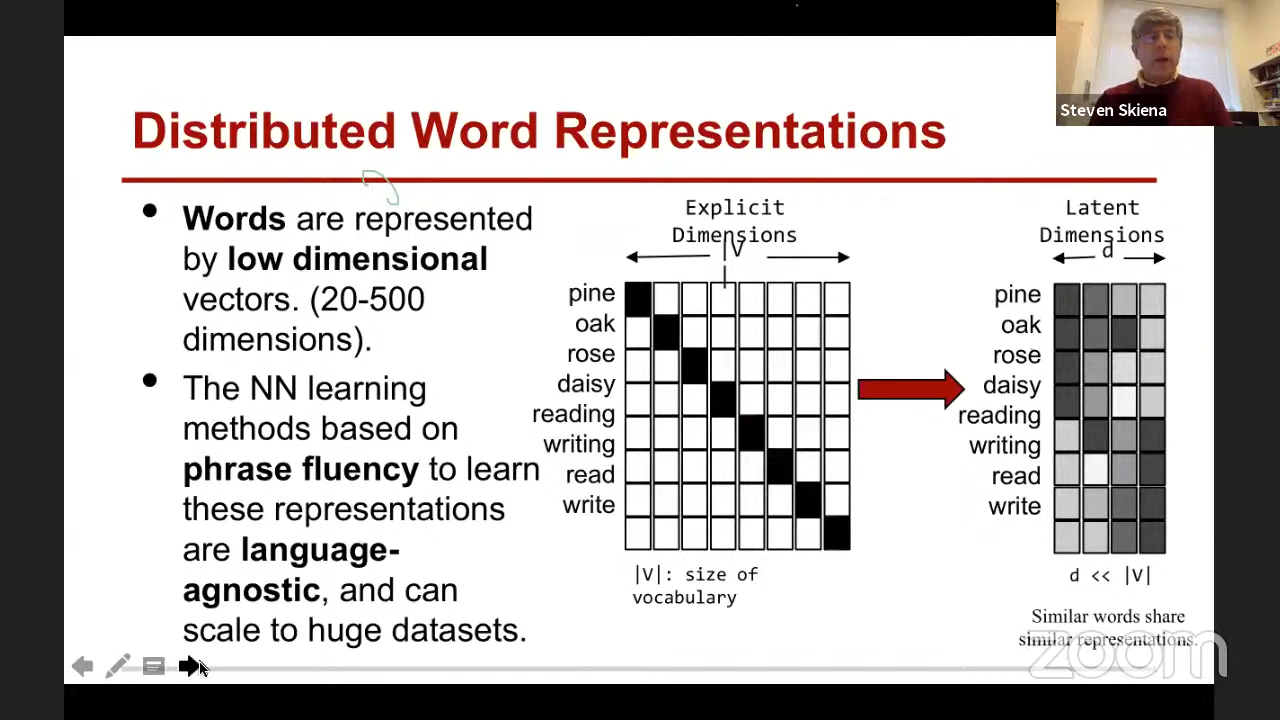 Steven Skiena
Distributed Word Representations
• Words are represented
by low dimensional
vectors. (20-500
dimensions).
• The NN learning
methods based on
phrase fluency to learn
these representations
are language-
agnostic, and can
scale to huge datasets.
Explicit
Dimensions
|V
|
pine
oak
rose
daisy
reading
writing
read
write
|V|: size of
vocabulary
Latent
Dimensions
d
pine
oak
rose
daisy
reading
writing
read
write
d << |V|
Similar words share
similar representations.
zoom